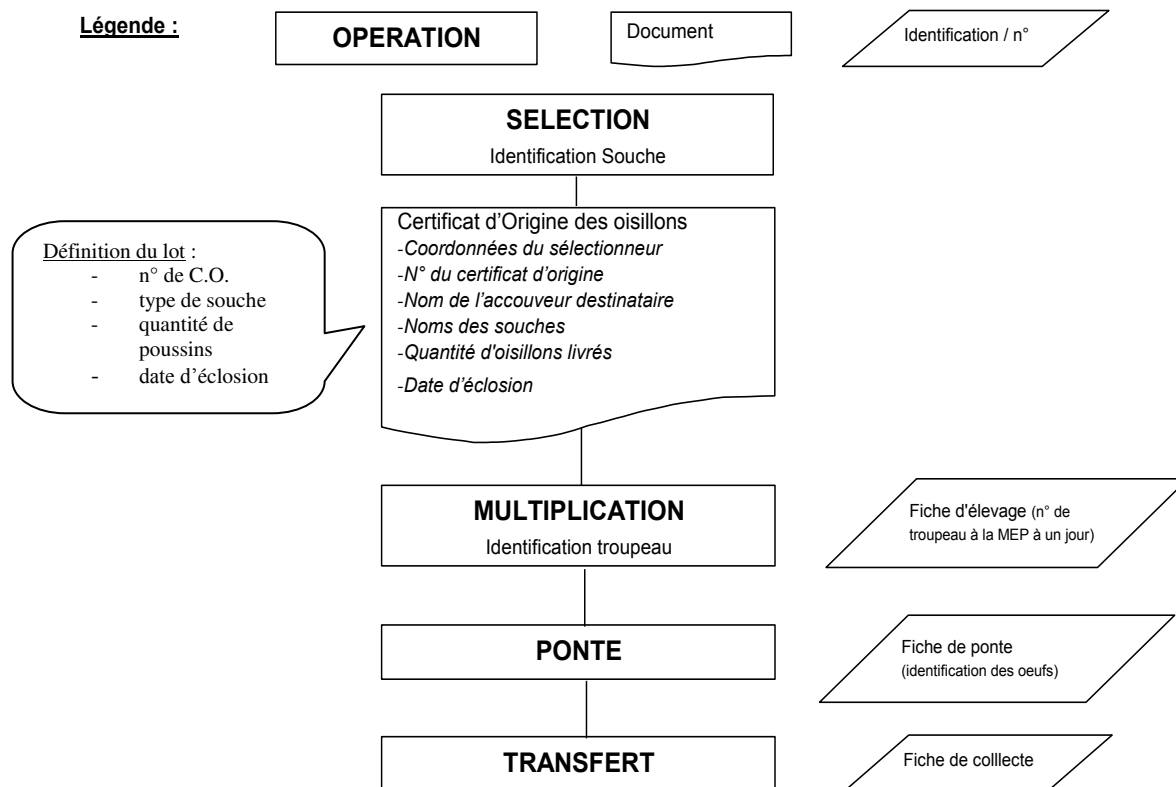 Légende :
OPERATION
Document
Identification / n°
SELECTION
Identification Souche
Certificat d'Origine des oisillons
-Coordonnées du sélectionneur
-N° du certificat d'origine
-Nom de l'accouveur destinataire
-Noms des souches
-Quantité d'oisillons livrés
-Date d'éclosion
Définition du lot :
- n° de C.O.
- type de souche
- quantité de
poussins
- date d'éclosion
MULTIPLICATION
Identification troupeau
Fiche d'élevage (n° de
troupeau à la MEP à un jour)
PONTE
Fiche de ponte
(identification des oeufs)
TRANSFERT
Fiche de colllecte